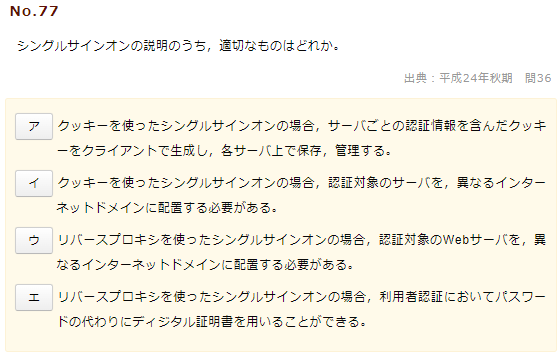 No.77
シングルサインオンの説明のうち，適切なものはどれか。
出典：平成24年秋期　問36
ア　クッキーを使ったシングルサインオンの場合，サーバごとの認証情報を含んだクッキ
ーをクライアントで生成し，各サーバ上で保存，管理する。
イ　クッキーを使ったシングルサインオンの場合，認証対象のサーバを，異なるインター
ネットドメインに配置する必要がある。
ウ　リバースプロキシを使ったシングルサインオンの場合，認証対象のWebサーバを，異
なるインターネットドメインに配置する必要がある。
エ　リバースプロキシを使ったシングルサインオンの場合，利用者認証においてパスワー
ドの代わりにディジタル証明書を用いることができる。